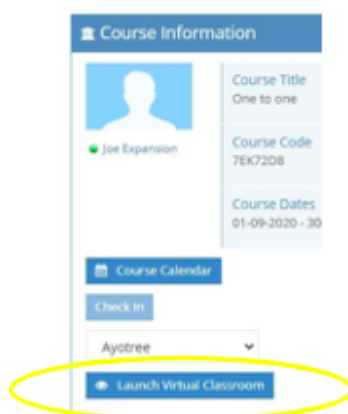 Course Information
Course Title
One to one
Joe Expansion
Course Code
7EK72D8
Course Dates
01-09-2020 - 30
Course Calendar
Check In
Ayotree
Launch Virtual Classroom